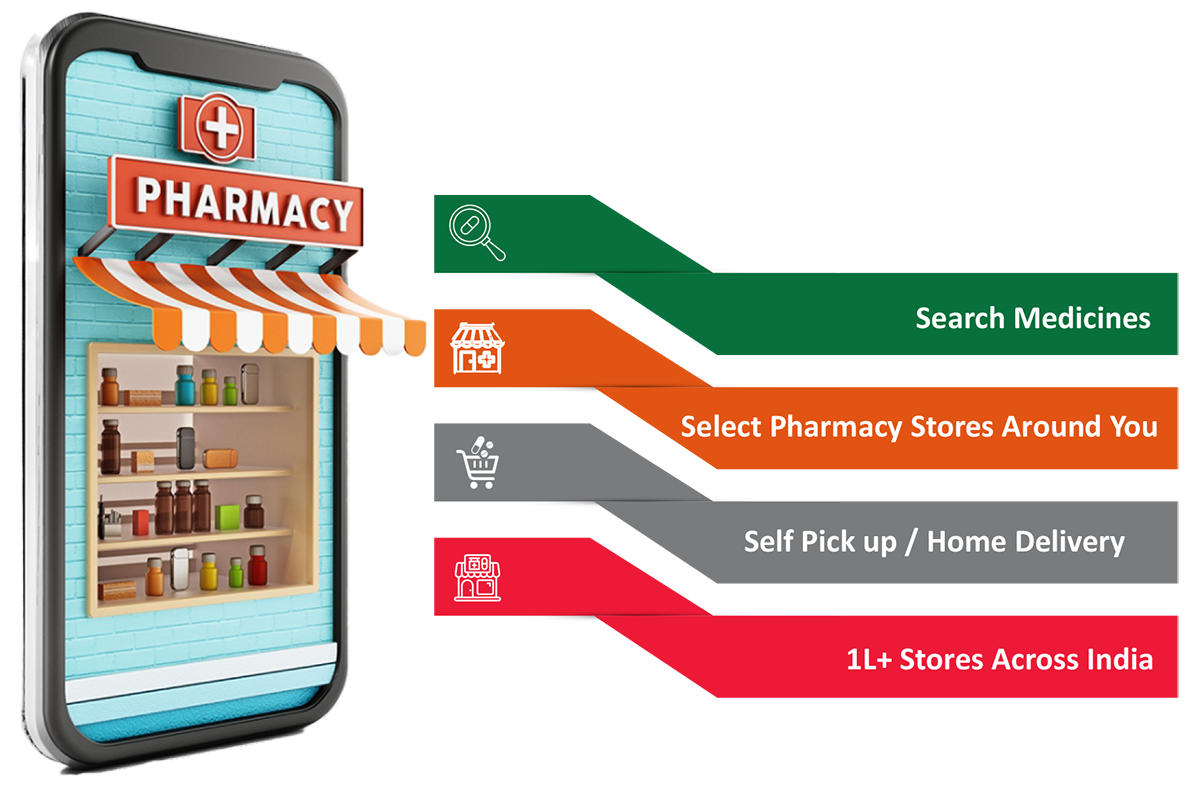 PHARMACY
Search Medicines
Select Pharmacy Stores Around You
Self Pick up / Home Delivery
1L+ Stores Across India